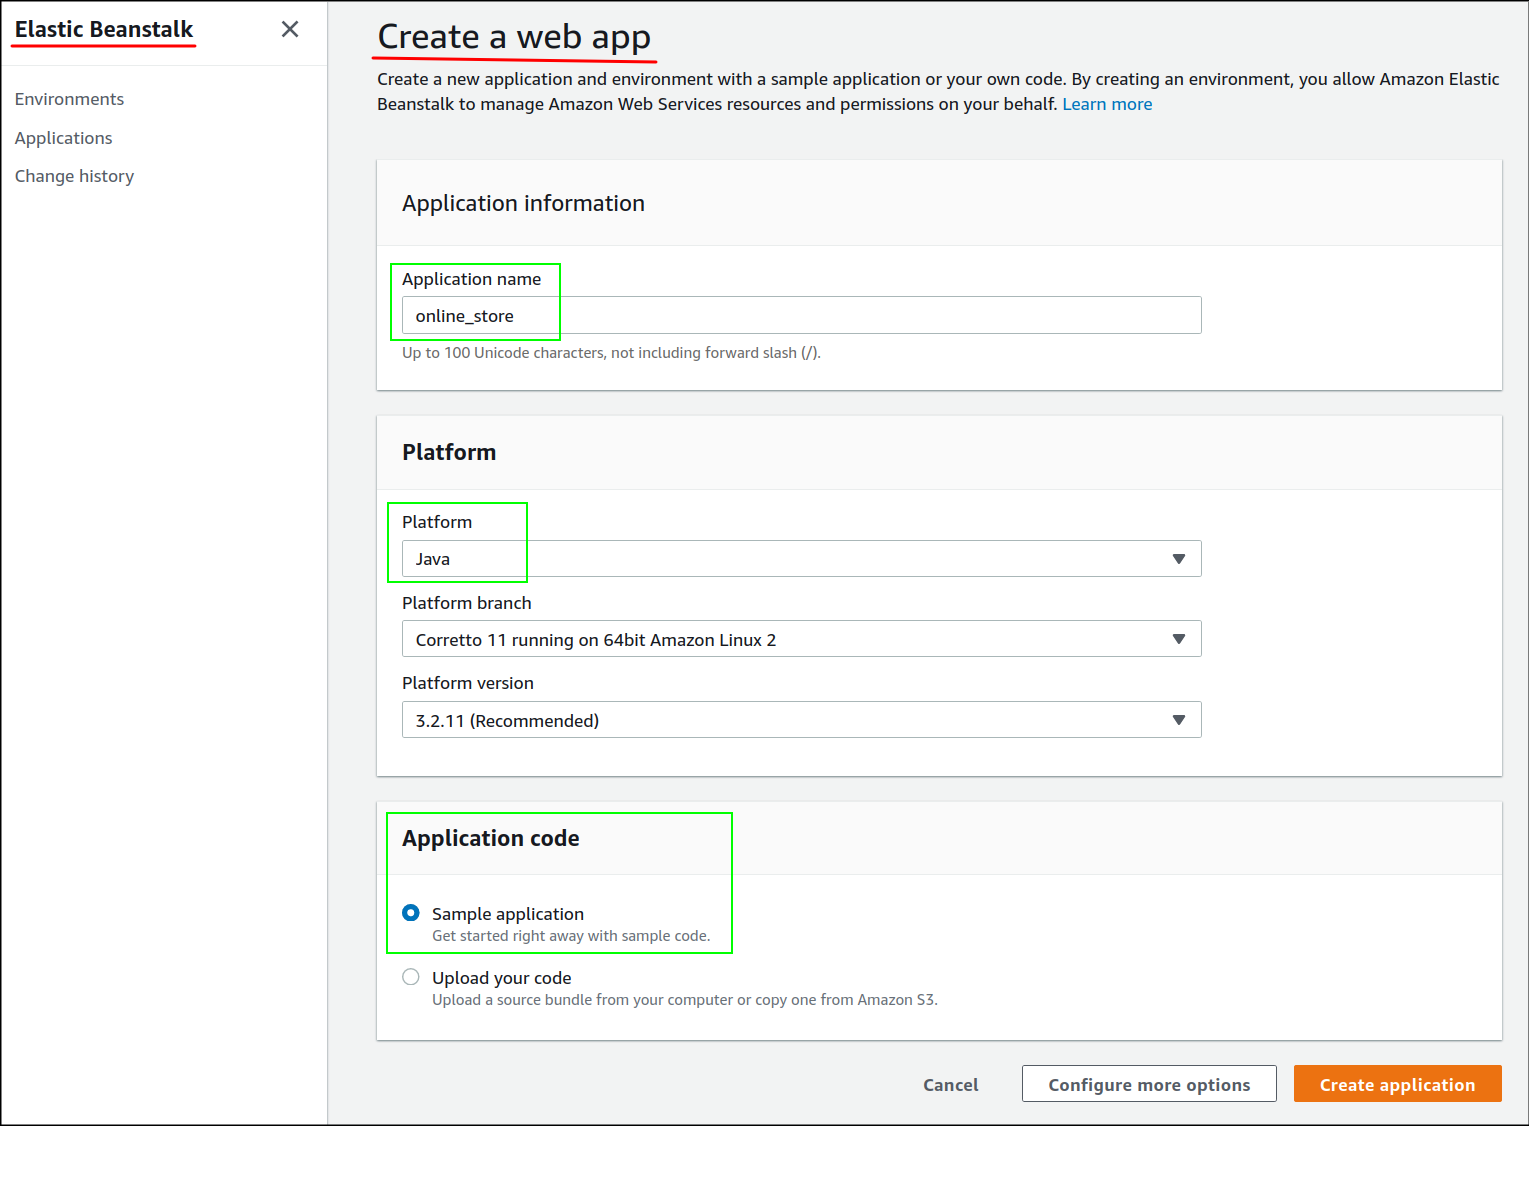 Elastic Beanstalk
Environments
Applications
Change history
Create a web app
Create a new application and environment with a sample application or your own code. By creating an environment, you allow Amazon Elastic
Beanstalk to manage Amazon Web Services resources and permissions on your behalf. Learn more
Application information
Application name
online_store
Up to 100 Unicode characters, not including forward slash (/).
Platform
Platform
Java
Platform branch
Corretto 11 running on 64bit Amazon Linux 2
Platform version
3.2.11 (Recommended)
Application code
Sample application
Get started right away with sample code.
Upload your code
Upload a source bundle from your computer or copy one from Amazon S3.
Cancel
Configure more options
Create application